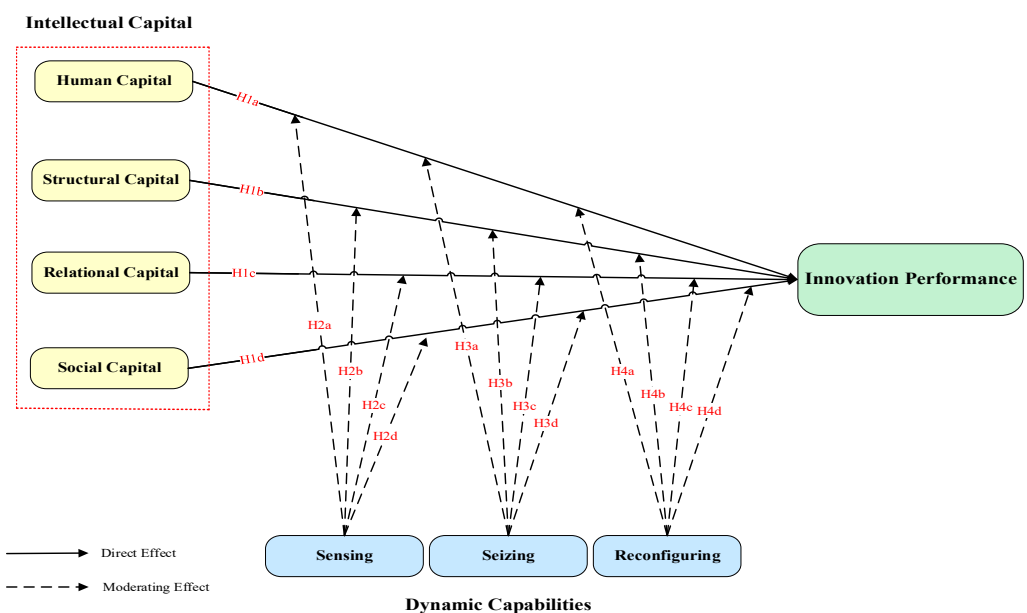 Intellectual Capital
Human Capital
H1a
Structural Capital
H1b
Relational Capital
H1c
Innovation Performance
Social Capital
H1d
H2a
H2b
H2c
H2d
H3a
H3b
H3c
H3d
H4a
H4b
H4c
H4d
Sensing
Seizing
Reconfiguring
Direct Effect
Moderating Effect
Dynamic Capabilities